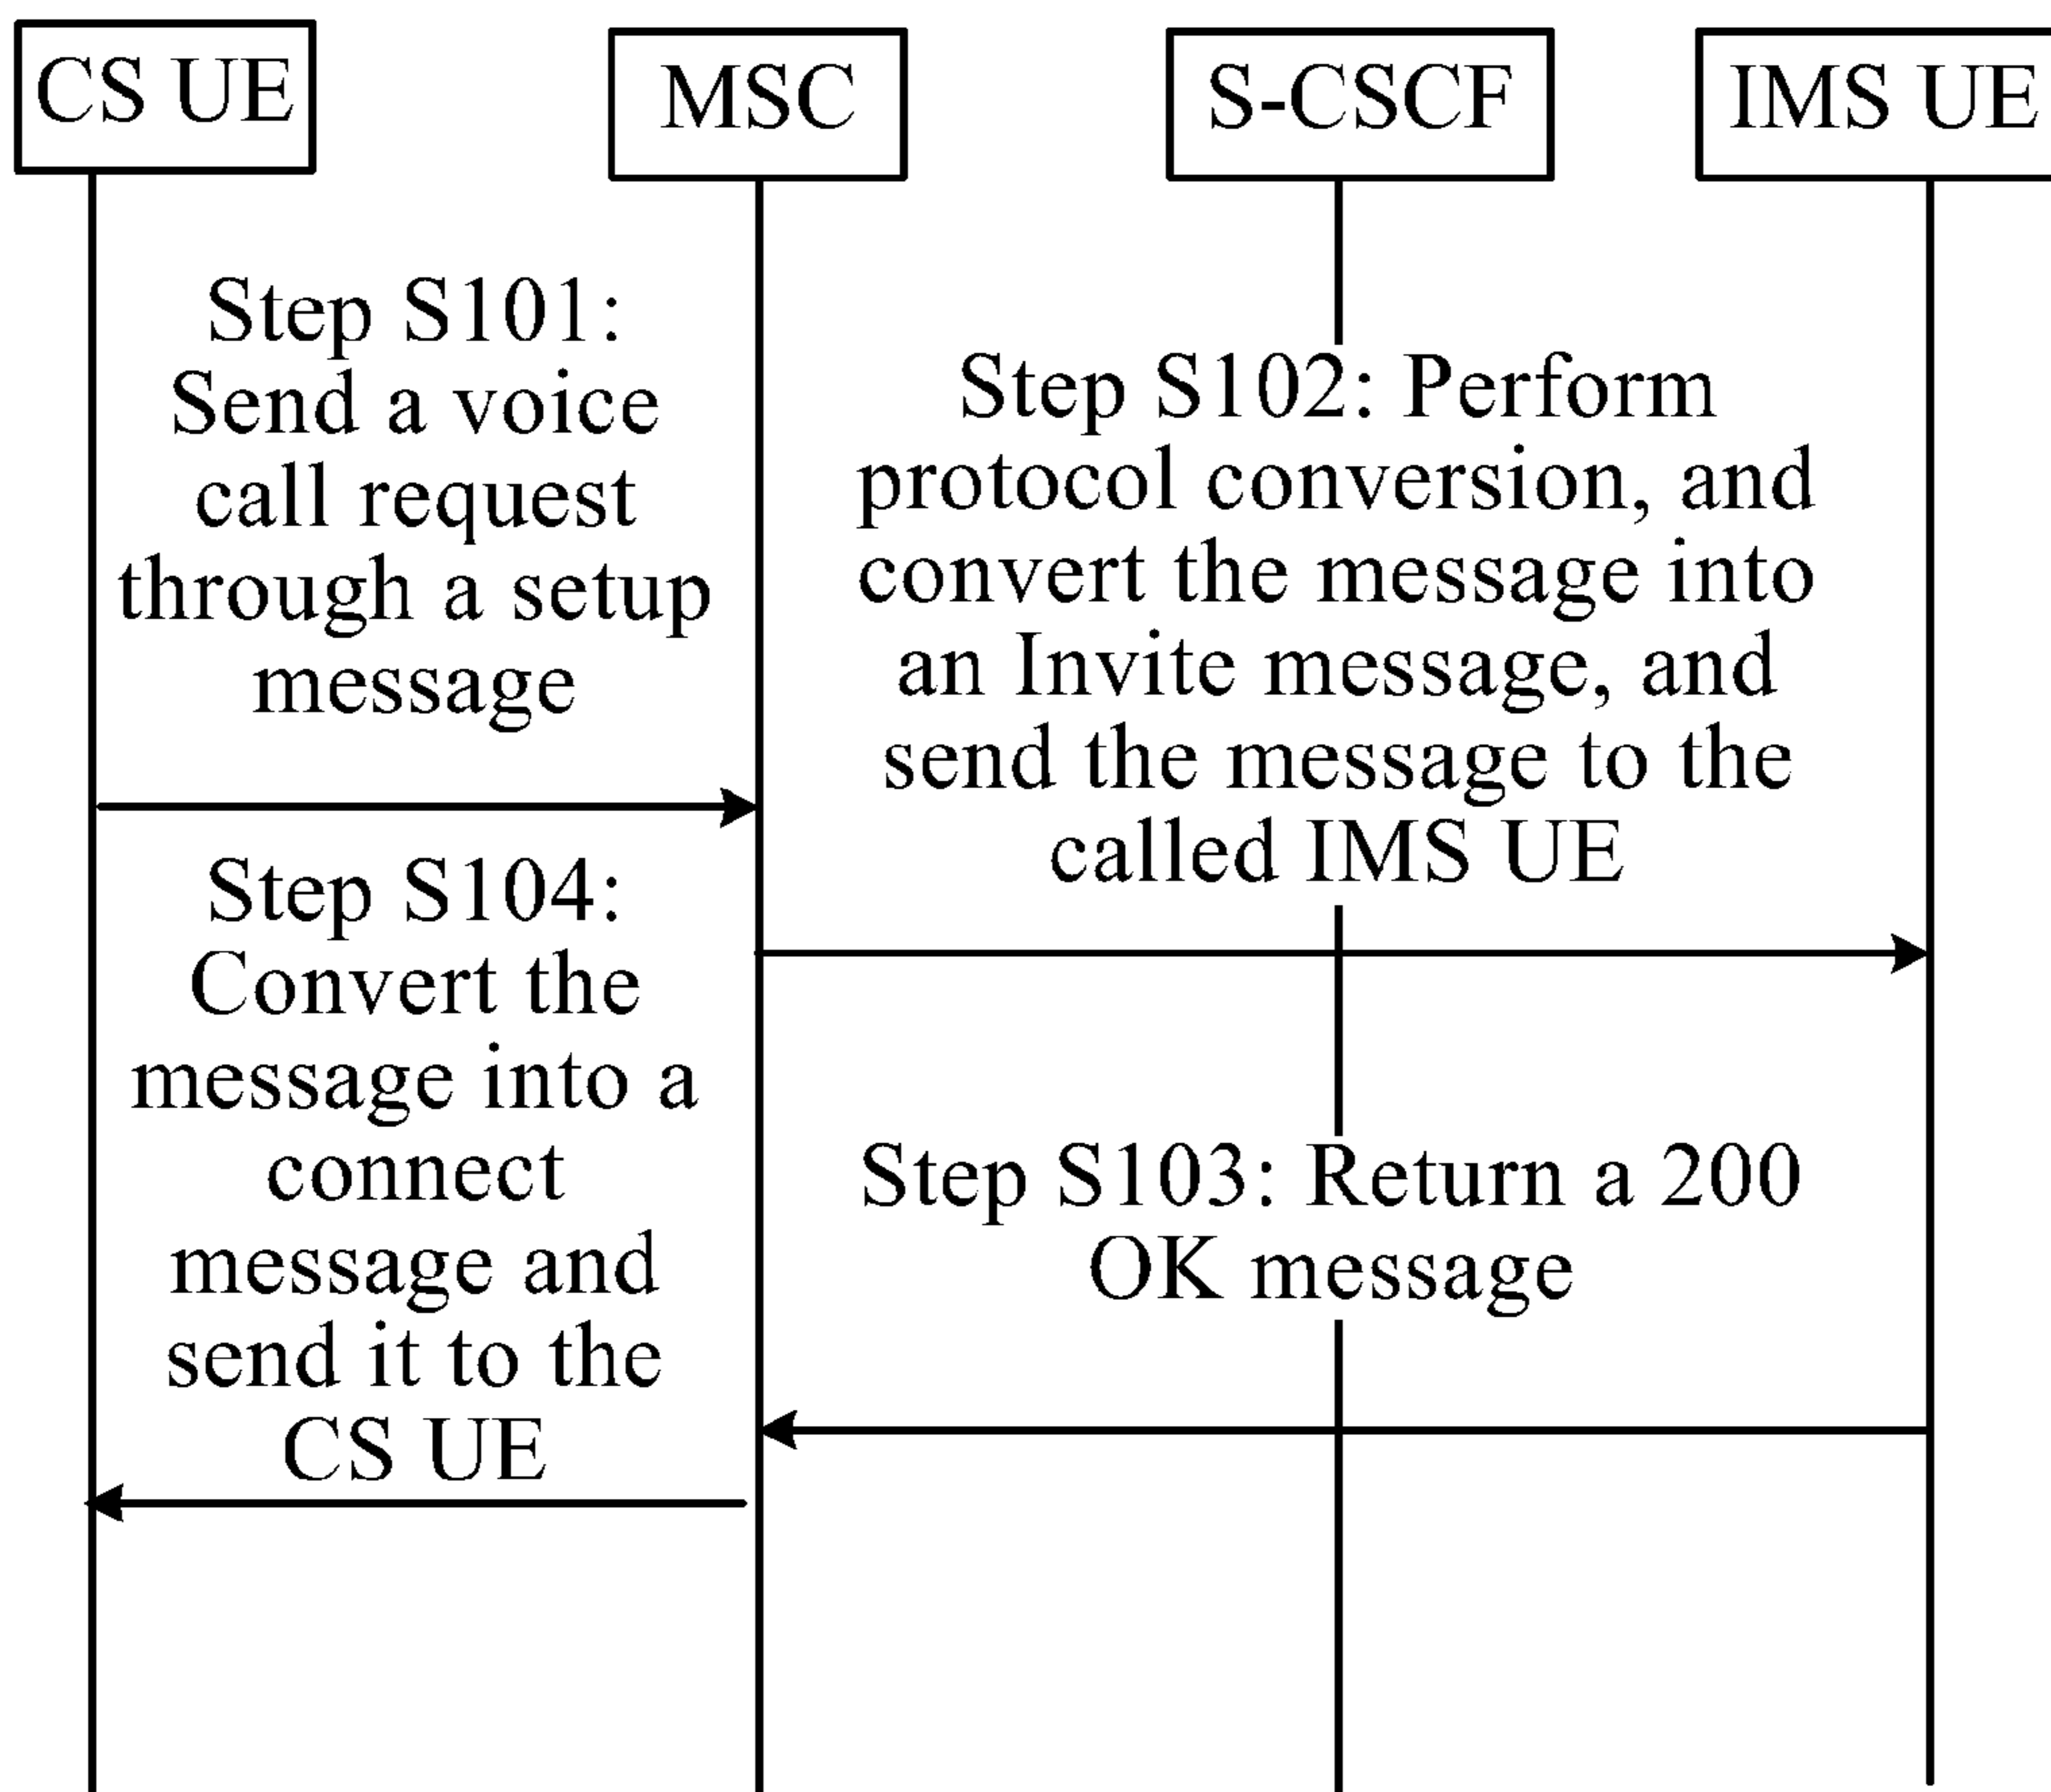 CS UE
MSC
S-CSCF
IMS UE
Step S101:
Send a voice
call request
through a setup
message
Step S102: Perform
protocol conversion, and
convert the message into
an Invite message, and
send the message to the
called IMS UE
Step S104:
Convert the
message into a
connect
message and
send it to the
CS UE
Step S103: Return a 200
OK message